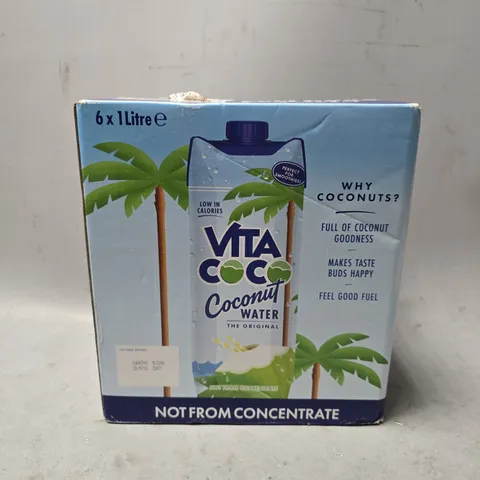 6 x 1 Litre ℮
PERFECT
FOR
SMOOTHIES!
LOW IN
CALORIES
VITA
COCO
Coconut
WATER
THE ORIGINAL
WHY
COCONUTS?
FULL OF COCONUT
GOODNESS
MAKES TASTE
BUDS HAPPY
FEEL GOOD FUEL
NOT FROM CONCENTRATE